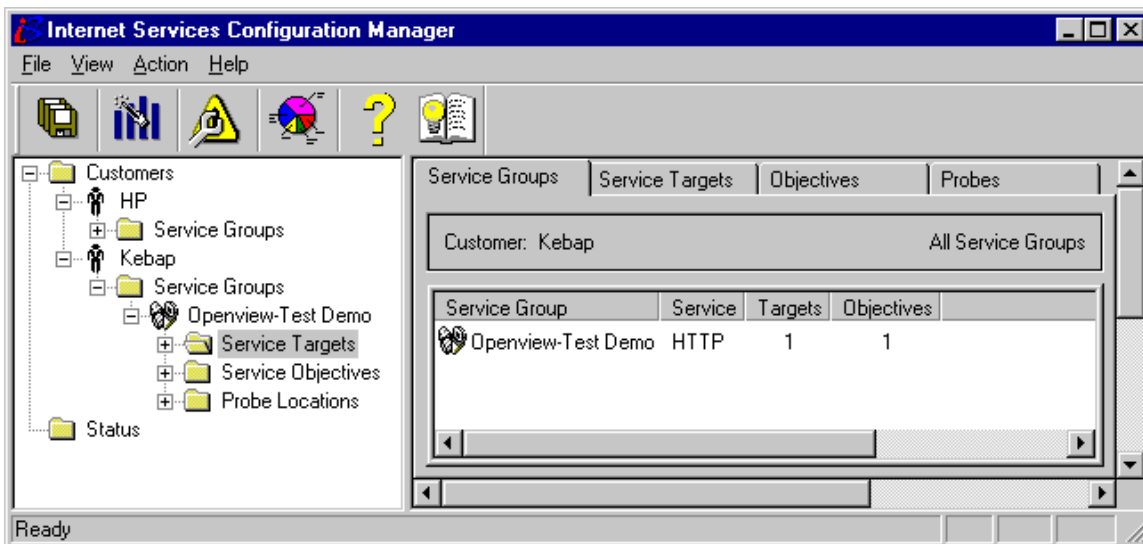 Internet Services Configuration Manager
File View Action Help
Customers
HP
Service Groups
Kebap
Service Groups
Openview-Test Demo
Service Targets
Service Objectives
Probe Locations
Status
Service Groups Service Targets Objectives Probes
Customer: Kebap All Service Groups
Service Group Service Targets Objectives
Openview-Test Demo HTTP 1 1
Ready